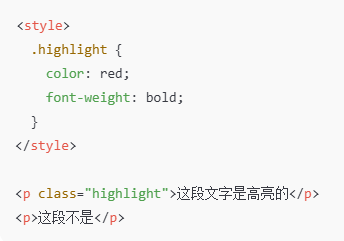 <style>
  .highlight {
    color: red;
    font-weight: bold;
  }
</style>

<p class="highlight">这段文字是高亮的</p>
<p>这段不是</p>